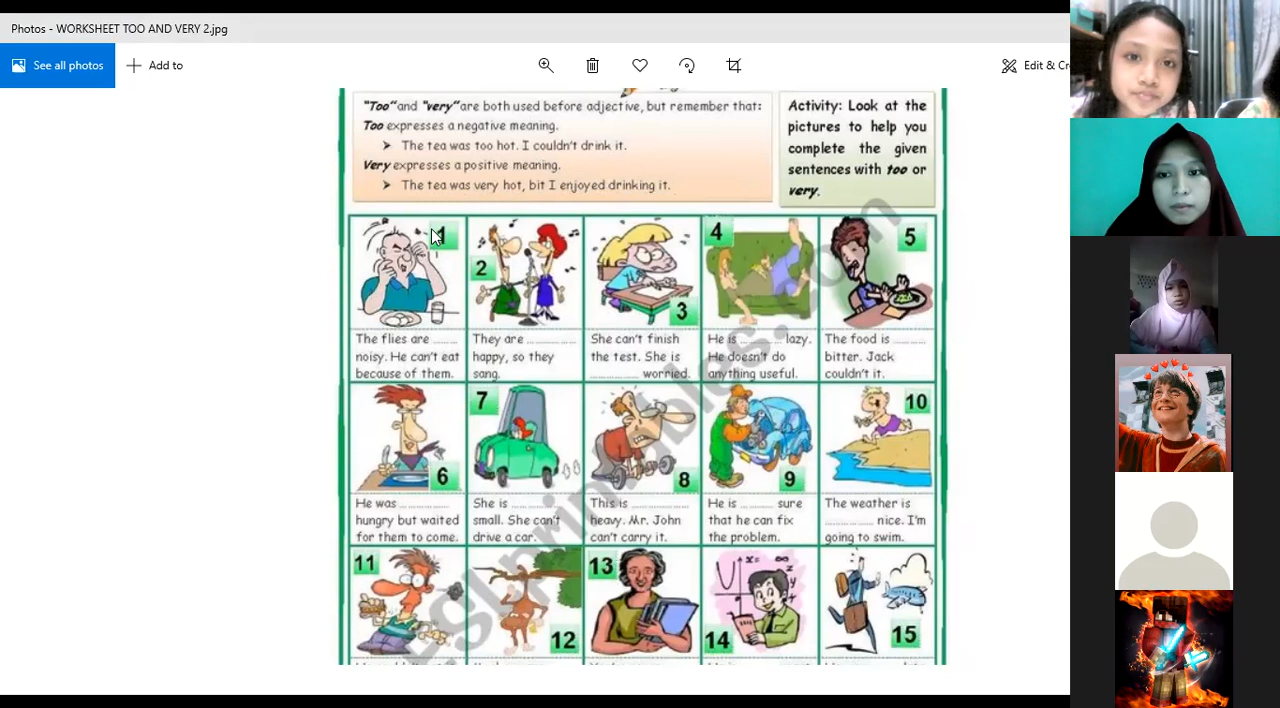 Photos - WORKSHEET TOO AND VERY 2.jpg
See all photos
Add to
Edit & Cr
"Too" and "very" are both used before adjective, but remember that:
Too expresses a negative meaning.
➤ The tea was too hot. I couldn't drink it.
Very expresses a positive meaning.
➤ The tea was very hot, bit I enjoyed drinking it.
Activity: Look at the
pictures to help you
complete the given
sentences with too or
very.
1
The flies are ………
noisy. He can't eat
because of them.
2
They are ……………
happy, so they
sang.
3
She can't finish
the test. She is
……………… worried.
4
He is ………… lazy.
He doesn't do
anything useful.
5
The food is ………
bitter. Jack
couldn't it.
6
He was ……………
hungry but waited
for them to come.
7
She is ……………
small. She can't
drive a car.
8
This is …………………
heavy. Mr. John
can't carry it.
9
He is ………… sure
that he can fix
the problem.
10
The weather is
……………… nice. I'm
going to swim.
11
12
13
14
15
eslprintables.com